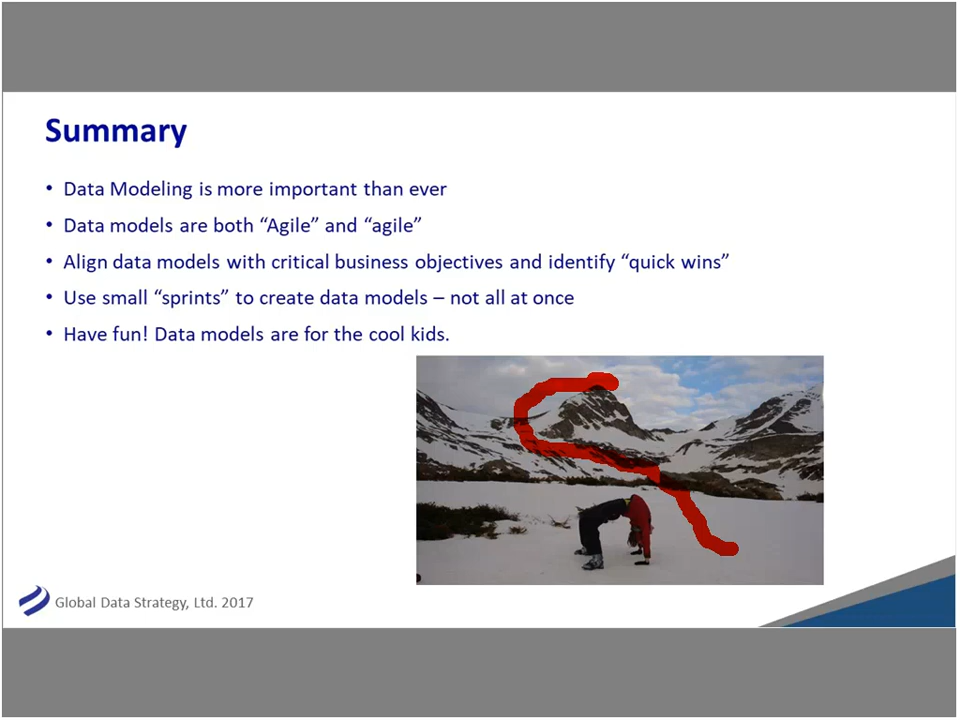 Summary
• Data Modeling is more important than ever
• Data models are both “Agile” and “agile”
• Align data models with critical business objectives and identify “quick wins”
• Use small “sprints” to create data models – not all at once
• Have fun! Data models are for the cool kids.
Global Data Strategy, Ltd. 2017